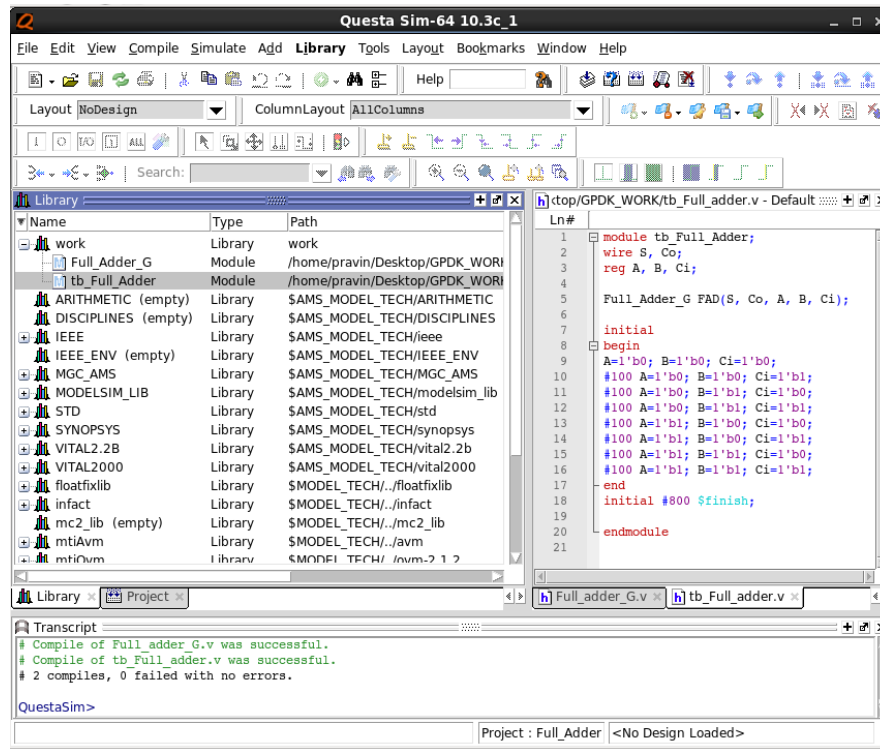 Questa Sim-64 10.3c_1
File Edit View Compile Simulate Add Library Tools Layout Bookmarks Window Help
Help
Layout NoDesign ColumnLayout AllColumns
Search:
Library
Name Type Path
work Library work
Full_Adder_G Module /home/pravin/Desktop/GPDK_WORK
tb_Full_Adder Module /home/pravin/Desktop/GPDK_WORK
ARITHMETIC (empty) Library $AMS_MODEL_TECH/ARITHMETIC
DISCIPLINES (empty) Library $AMS_MODEL_TECH/DISCIPLINES
IEEE Library $AMS_MODEL_TECH/ieee
IEEE_ENV (empty) Library $AMS_MODEL_TECH/IEEE_ENV
MGC_AMS Library $AMS_MODEL_TECH/MGC_AMS
MODELSIM_LIB Library $AMS_MODEL_TECH/modelsim_lib
STD Library $AMS_MODEL_TECH/std
SYNOPSYS Library $AMS_MODEL_TECH/synopsys
VITAL2.2B Library $AMS_MODEL_TECH/vital2.2b
VITAL2000 Library $AMS_MODEL_TECH/vital2000
floatfixlib Library $MODEL_TECH/../floatfixlib
infact Library $MODEL_TECH/../infact
mc2_lib (empty) Library $MODEL_TECH/../mc2_lib
mtiAvm Library $MODEL_TECH/../avm
mtiOvm Library $MODEL_TECH/../ovm-2.1.2
Library Project
ctop/GPDK_WORK/tb_Full_adder.v - Default
Ln#
1 module tb_Full_Adder;
2 wire S, Co;
3 reg A, B, Ci;
4
5 Full_Adder_G FAD(S, Co, A, B, Ci);
6
7 initial
8 begin
9 A=1'b0; B=1'b0; Ci=1'b0;
10 #100 A=1'b0; B=1'b0; Ci=1'b1;
11 #100 A=1'b0; B=1'b1; Ci=1'b0;
12 #100 A=1'b0; B=1'b1; Ci=1'b1;
13 #100 A=1'b1; B=1'b0; Ci=1'b0;
14 #100 A=1'b1; B=1'b0; Ci=1'b1;
15 #100 A=1'b1; B=1'b1; Ci=1'b0;
16 #100 A=1'b1; B=1'b1; Ci=1'b1;
17 end
18 initial #800 $finish;
19
20 endmodule
21
Full_adder_G.v tb_Full_adder.v
Transcript
# Compile of Full_adder_G.v was successful.
# Compile of tb_Full_adder.v was successful.
# 2 compiles, 0 failed with no errors.
QuestaSim>
Project : Full_Adder <No Design Loaded>